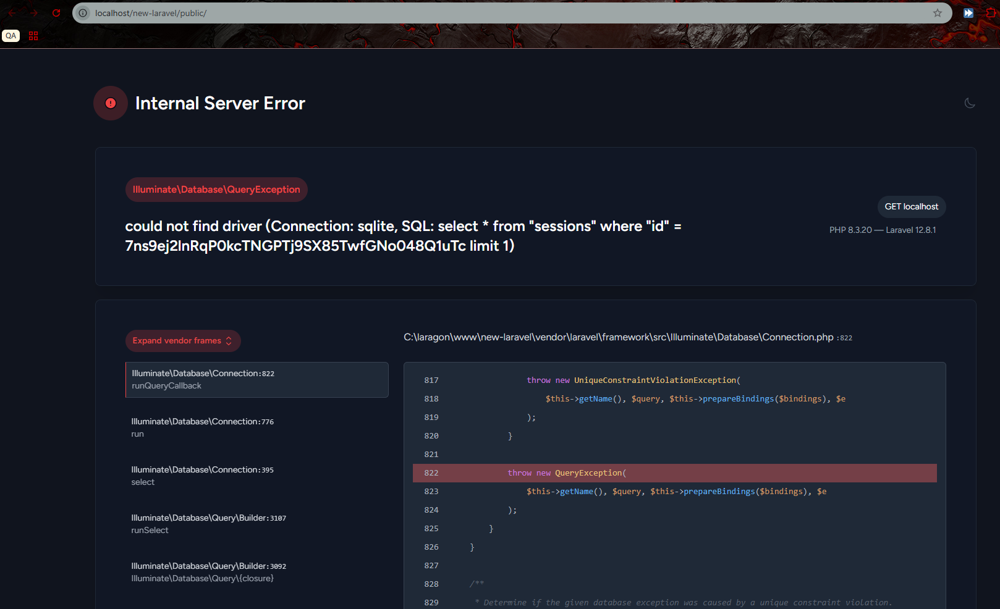 localhost/new-laravel/public/
QA
Internal Server Error
Illuminate\Database\QueryException
could not find driver (Connection: sqlite, SQL: select * from "sessions" where "id" =
7ns9ej2lnRqP0kcTNGPTj9SX85TwfGNo048Q1uTc limit 1)
GET localhost
PHP 8.3.20 — Laravel 12.8.1
Expand vendor frames
Illuminate\Database\Connection:822
runQueryCallback
Illuminate\Database\Connection:776
run
Illuminate\Database\Connection:395
select
Illuminate\Database\Query\Builder:3107
runSelect
Illuminate\Database\Query\Builder:3092
Illuminate\Database\Query\{closure}
C:\laragon\www\new-laravel\vendor\laravel\framework\src\Illuminate\Database\Connection.php :822
817 throw new UniqueConstraintViolationException(
818 $this->getName(), $query, $this->prepareBindings($bindings), $e
819 );
820 }
821
822 throw new QueryException(
823 $this->getName(), $query, $this->prepareBindings($bindings), $e
824 );
825 }
826 }
827
828 /**
829 * Determine if the given database exception was caused by a unique constraint violation.